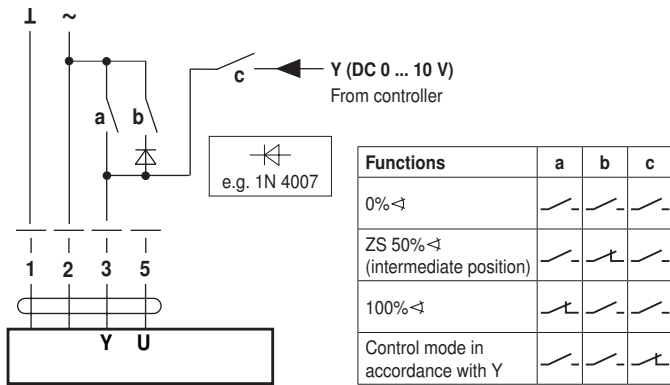 ⊥ ~
c
Y (DC 0 ... 10 V)
From controller
a b
e.g. 1N 4007
1 2 3 5
Y U
Functions a b c
0%∢
ZS 50%∢
(intermediate position)
100%∢
Control mode in
accordance with Y